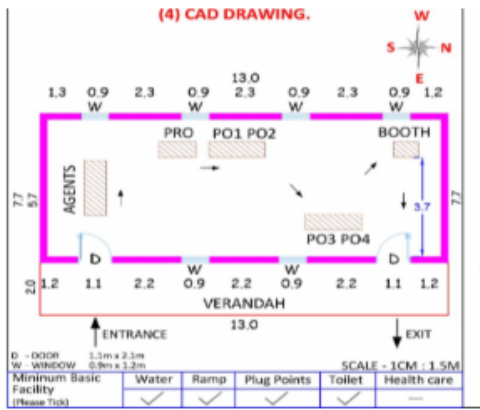 (4) CAD DRAWING.
W
S N
E
13.0
1,3 0.9 2,3 2,3 0.9 2,3 0.9 1,2
W W W W
PRO PO1 PO2 BOOTH
AGENTS
7.7
5.7
3.7
7.7
PO3 PO4
D W W D
2.0
1,2 1.1 2,2 0.9 2,2 0.9 2,2 1.1 1,2
VERANDAH
13.0
ENTRANCE EXIT
D - DOOR 1.1m x 2.1m
W - WINDOW 0.9m x 1.2m
SCALE - 1CM : 1.5M
Mininum Basic Facility (Please Tick) Water Ramp Plug Points Toilet Health care